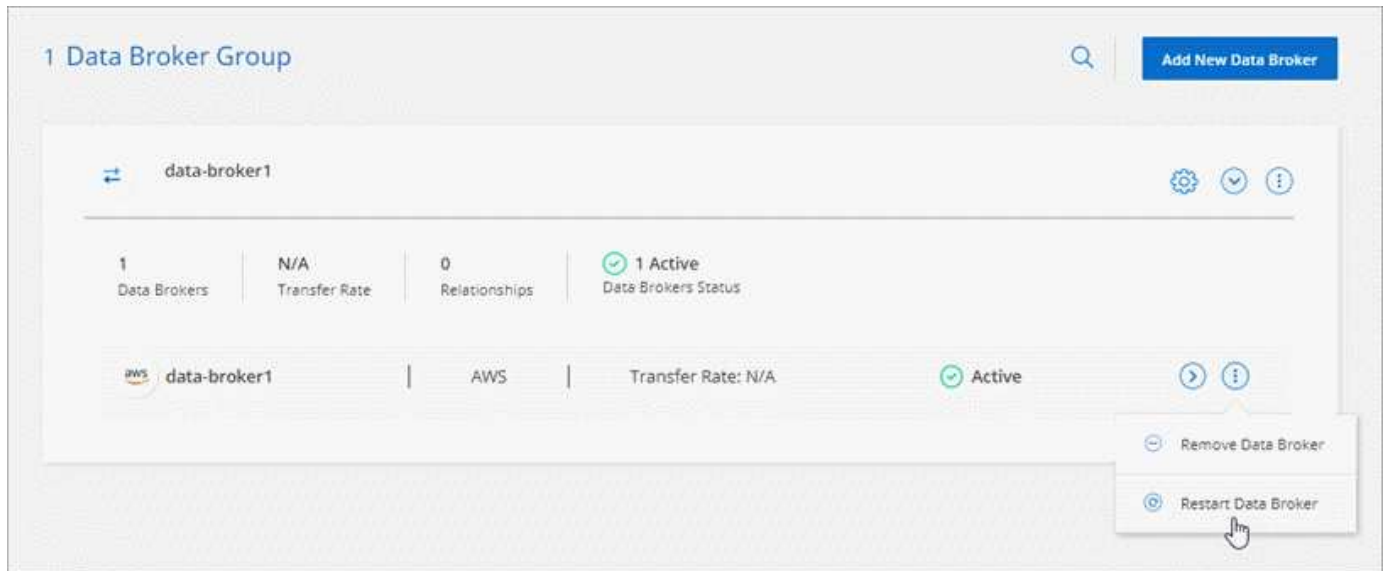 1 Data Broker Group
Add New Data Broker
data-broker1
1
Data Brokers
N/A
Transfer Rate
0
Relationships
1 Active
Data Brokers Status
aws data-broker1 | AWS | Transfer Rate: N/A Active
Remove Data Broker
Restart Data Broker